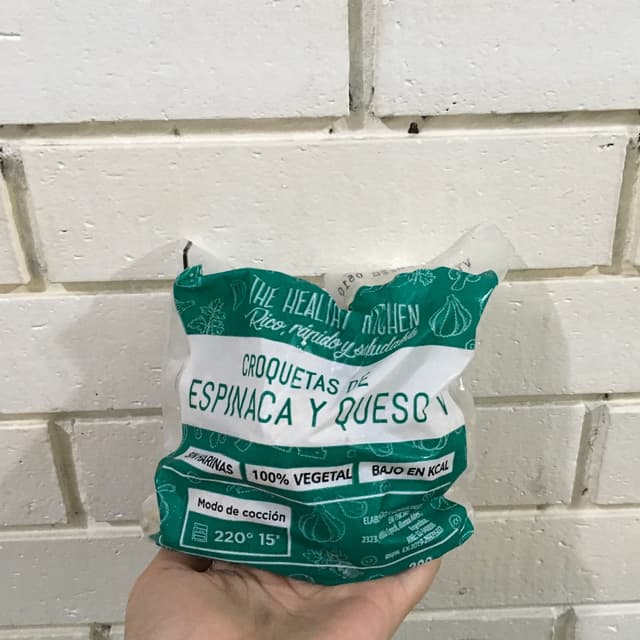 THE HEALTHY KITCHEN
Rico, rápido y saludable
CROQUETAS DE
ESPINACA Y QUESO V
SIN HARINAS
100% VEGETAL
BAJO EN KCAL
Modo de cocción
220° 15'